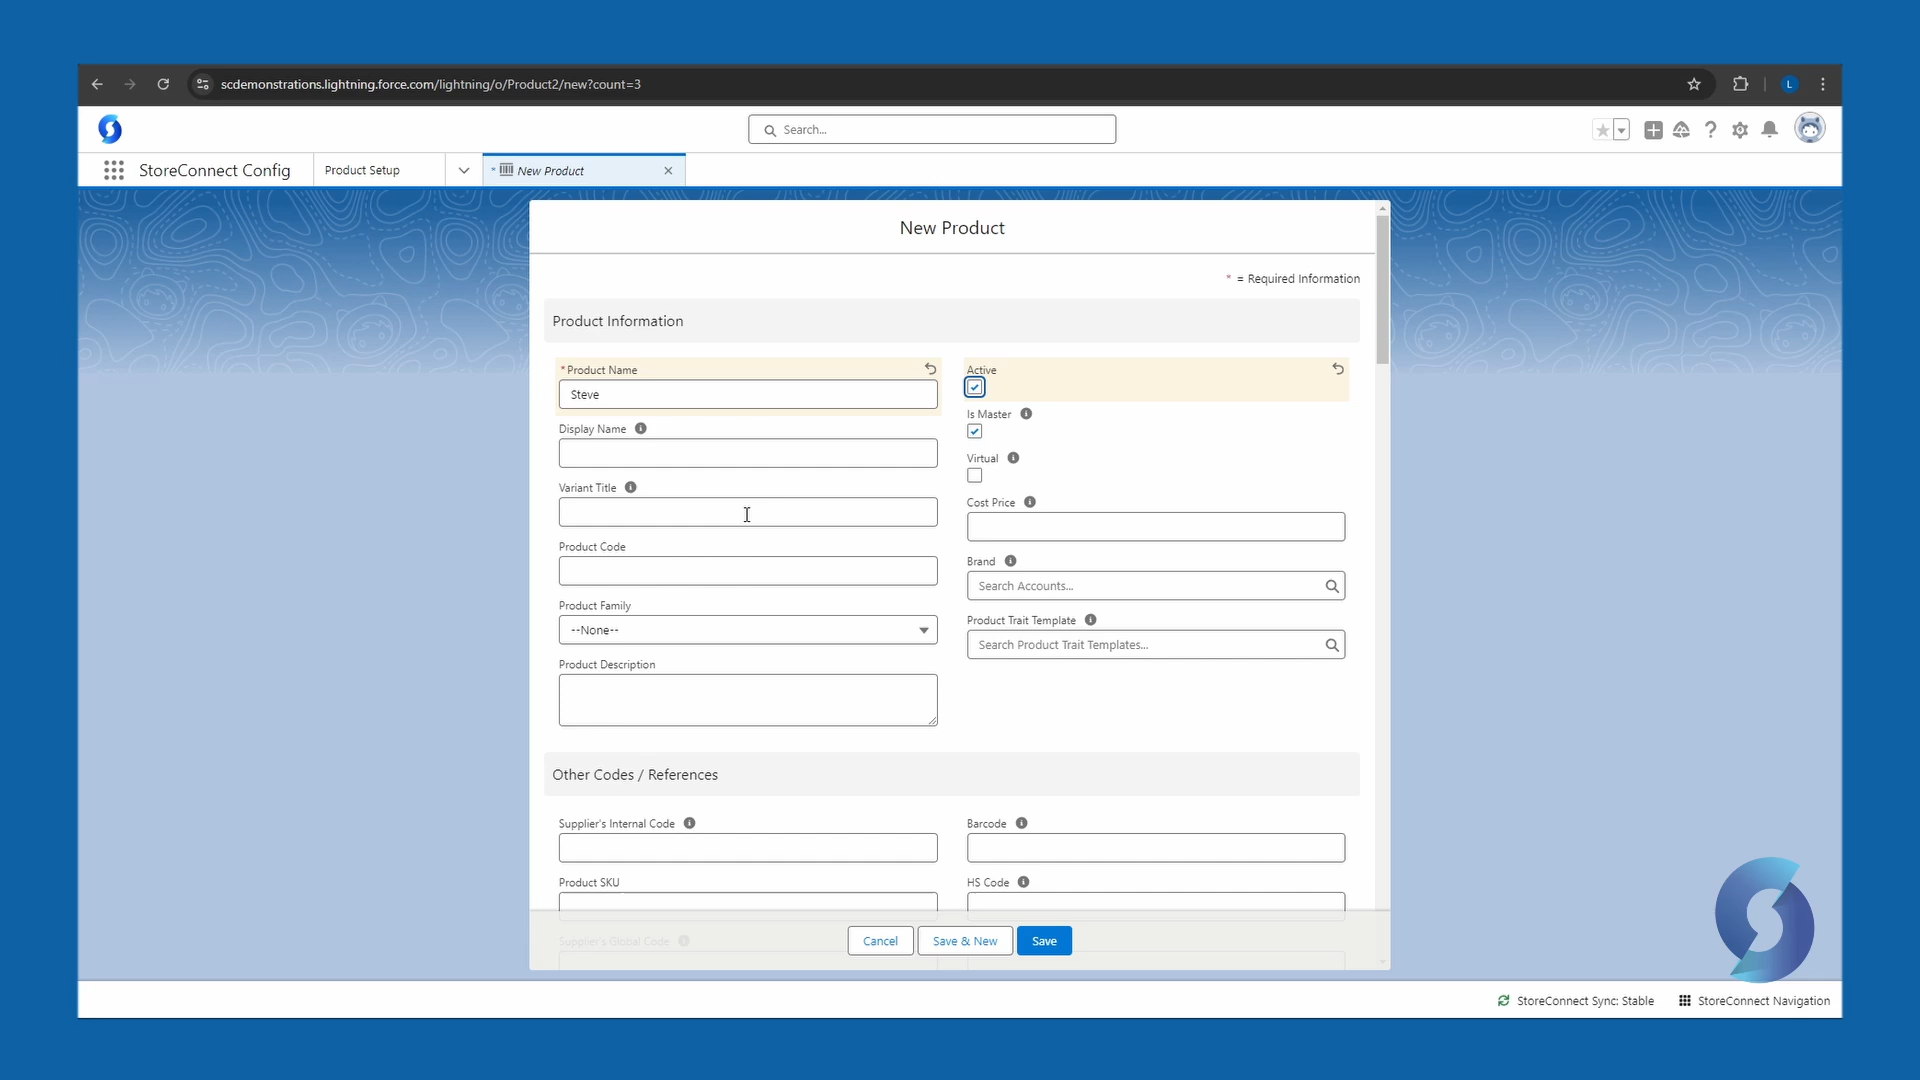 scdemonstrations.lightning.force.com/lightning/o/Product2/new?count=3
L
Search...
StoreConnect Config
Product Setup
* New Product
New Product
* = Required Information
Product Information
*Product Name
Steve
Active
Display Name
Is Master
Variant Title
Virtual
Cost Price
Product Code
Brand
Search Accounts...
Product Family
--None--
Product Trait Template
Search Product Trait Templates...
Product Description
Other Codes / References
Supplier's Internal Code
Barcode
Product SKU
HS Code
Supplier's Global Code
Cancel
Save & New
Save
StoreConnect Sync: Stable
StoreConnect Navigation